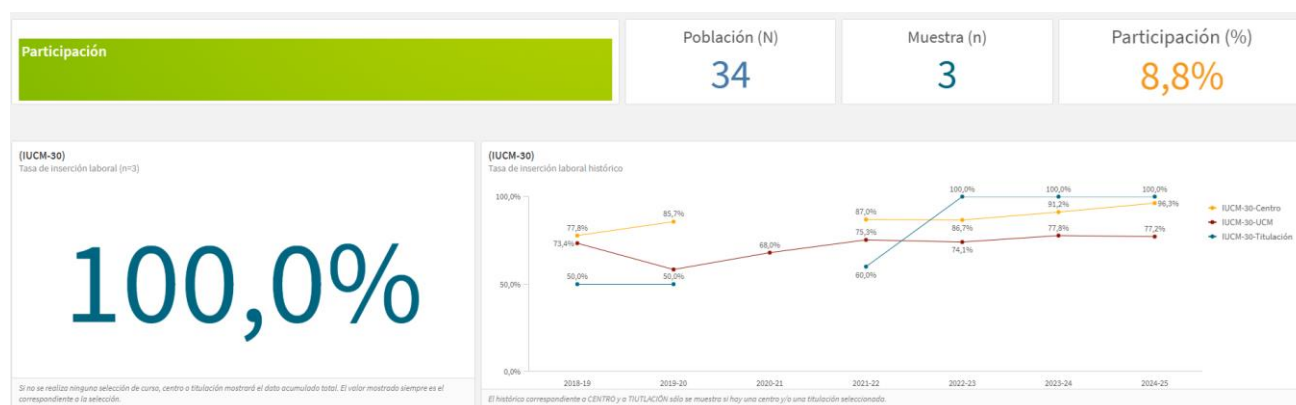 Participación
Población (N)
34
Muestra (n)
3
Participación (%)
8,8%
(IUCM-30)
Tasa de inserción laboral (n=3)
100,0%
Si no se realiza ninguna selección de curso, centro o titulación mostrará el dato acumulado total. El valor mostrado siempre es el
correspondiente a la selección.
(IUCM-30)
Tasa de inserción laboral histórico
100,0%
50,0%
0,0%
77,8%
85,7%
87,0%
86,7%
91,2%
96,3%
73,4%
68,0%
75,3%
74,1%
77,8%
77,2%
50,0%
50,0%
60,0%
100,0%
100,0%
100,0%
2018-19
2019-20
2020-21
2021-22
2022-23
2023-24
2024-25
IUCM-30-Centro
IUCM-30-UCM
IUCM-30-Titulación
El histórico correspondiente a CENTRO y a TIUTLACIÓN sólo se muestra si hay una centro y/o una titulación seleccionada.